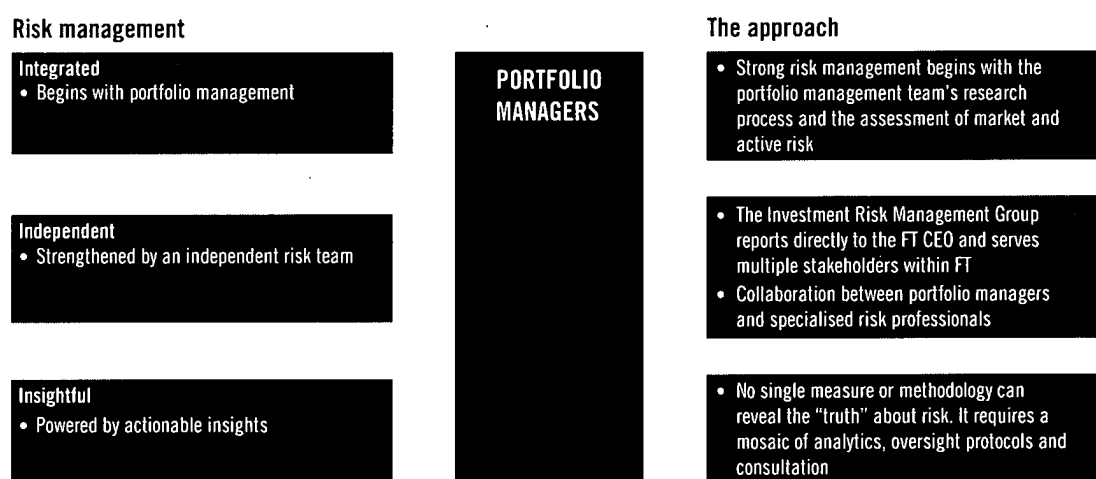 Risk management
Integrated
• Begins with portfolio management
Independent
• Strengthened by an independent risk team
Insightful
• Powered by actionable insights
PORTFOLIO
MANAGERS
The approach
• Strong risk management begins with the
portfolio management team's research
process and the assessment of market and
active risk
• The Investment Risk Management Group
reports directly to the FT CEO and serves
multiple stakeholders within FT
• Collaboration between portfolio managers
and specialised risk professionals
• No single measure or methodology can
reveal the “truth” about risk. It requires a
mosaic of analytics, oversight protocols and
consultation